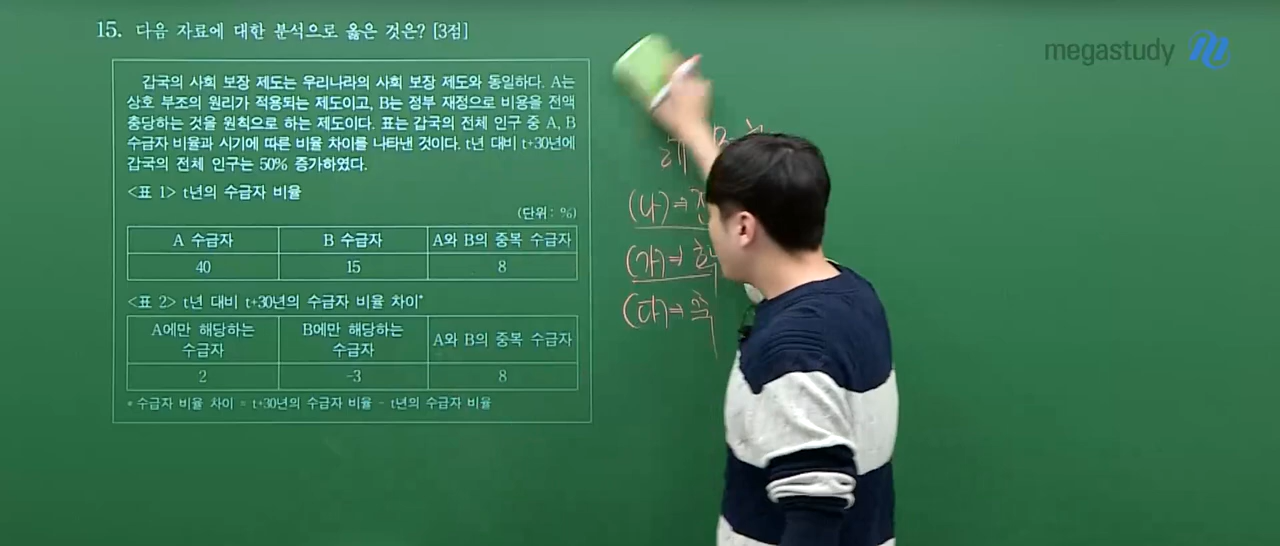 15. 다음 자료에 대한 분석으로 옳은 것은? [3점]
megastudy
갑국의 사회 보장 제도는 우리나라의 사회 보장 제도와 동일하다. A는
상호 부조의 원리가 적용되는 제도이고, B는 정부 재정으로 비용을 전액
충당하는 것을 원칙으로 하는 제도이다. 표는 갑국의 전체 인구 중 A, B
수급자 비율과 시기에 따른 비율 차이를 나타낸 것이다. t년 대비 t+30년에
갑국의 전체 인구는 50% 증가하였다.
<표 1> t년의 수급자 비율
(단위: %)
A 수급자 B 수급자 A와 B의 중복 수급자
40 15 8
<표 2> t년 대비 t+30년의 수급자 비율 차이*
A에만 해당하는 수급자 B에만 해당하는 수급자 A와 B의 중복 수급자
2 -3 8
* 수급자 비율 차이 = t+30년의 수급자 비율 - t년의 수급자 비율
(나)⇒
(가)⇒
(다)⇒